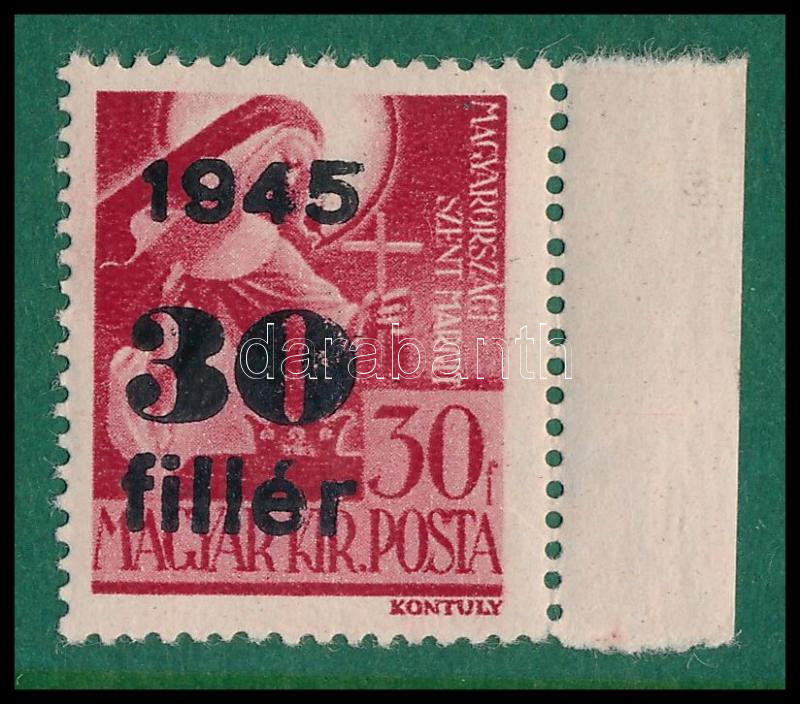 1945
30
fillér
MAGYARORSZÁGI
SZENT MARGIT
30f
MAGYAR KIR. POSTA
KONTULY
darabanth